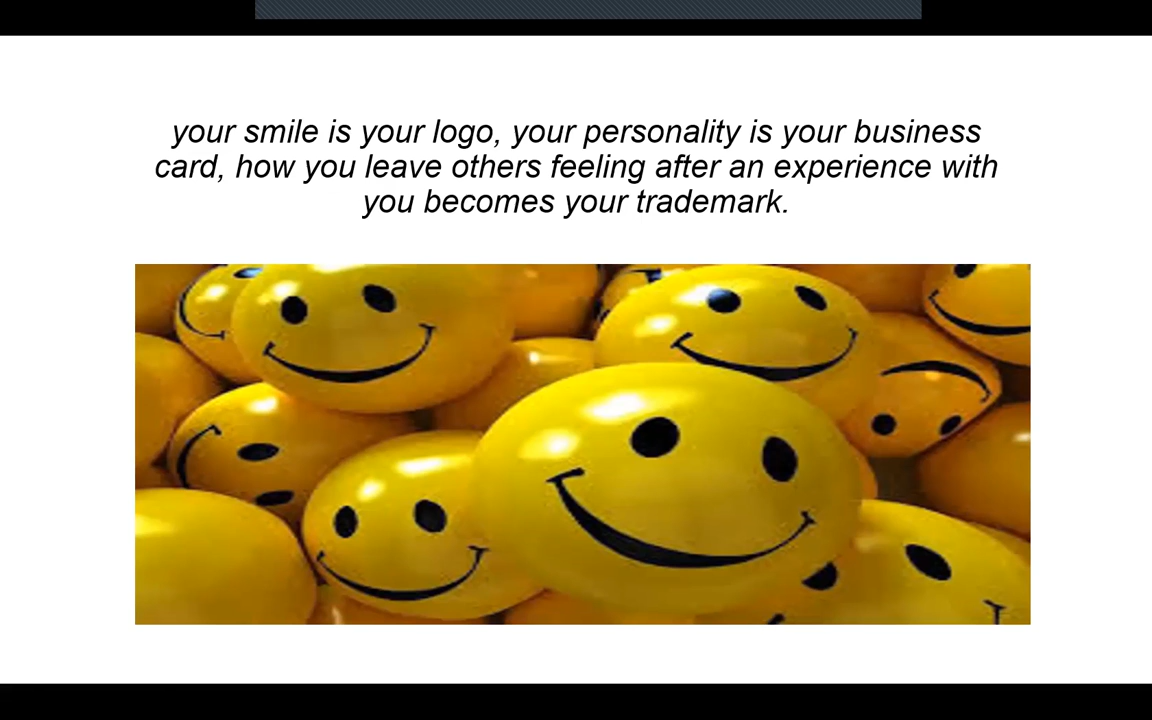 your smile is your logo, your personality is your business
card, how you leave others feeling after an experience with
you becomes your trademark.